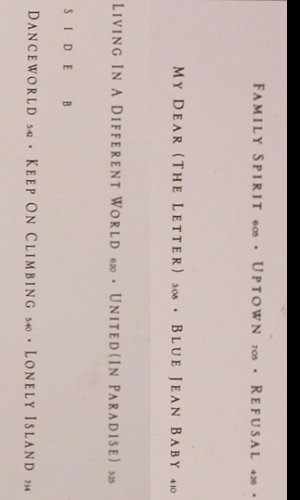 FAMILY SPIRIT 6:05 • UPTOWN 7:05 • REFUSAL 4:26 •
MY DEAR (THE LETTER) 3:08 • BLUE JEAN BABY 4:10
LIVING IN A DIFFERENT WORLD 6:20 • UNITED (IN PARADISE) 3:25
SIDE B
DANCEWORLD 5:42 • KEEP ON CLIMBING 5:40 • LONELY ISLAND 7:14